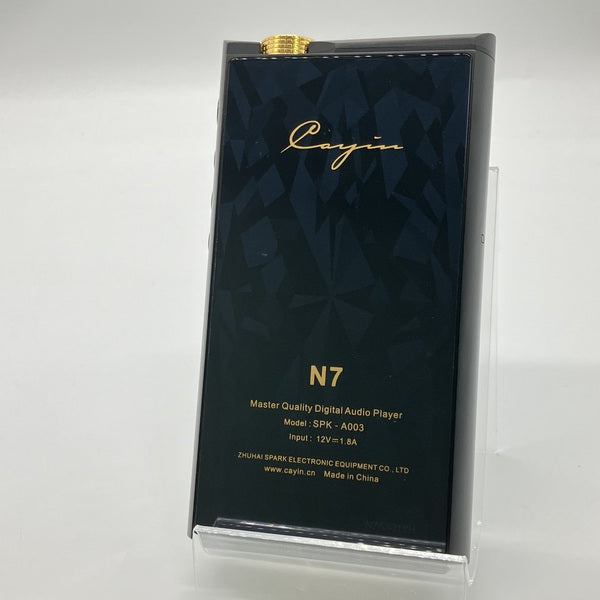 Cayin
N7
Master Quality Digital Audio Player
Model : SPK - A003
Input : 12V⎓1.8A
ZHUHAI SPARK ELECTRONIC EQUIPMENT CO., LTD
www.cayin.cn Made in China